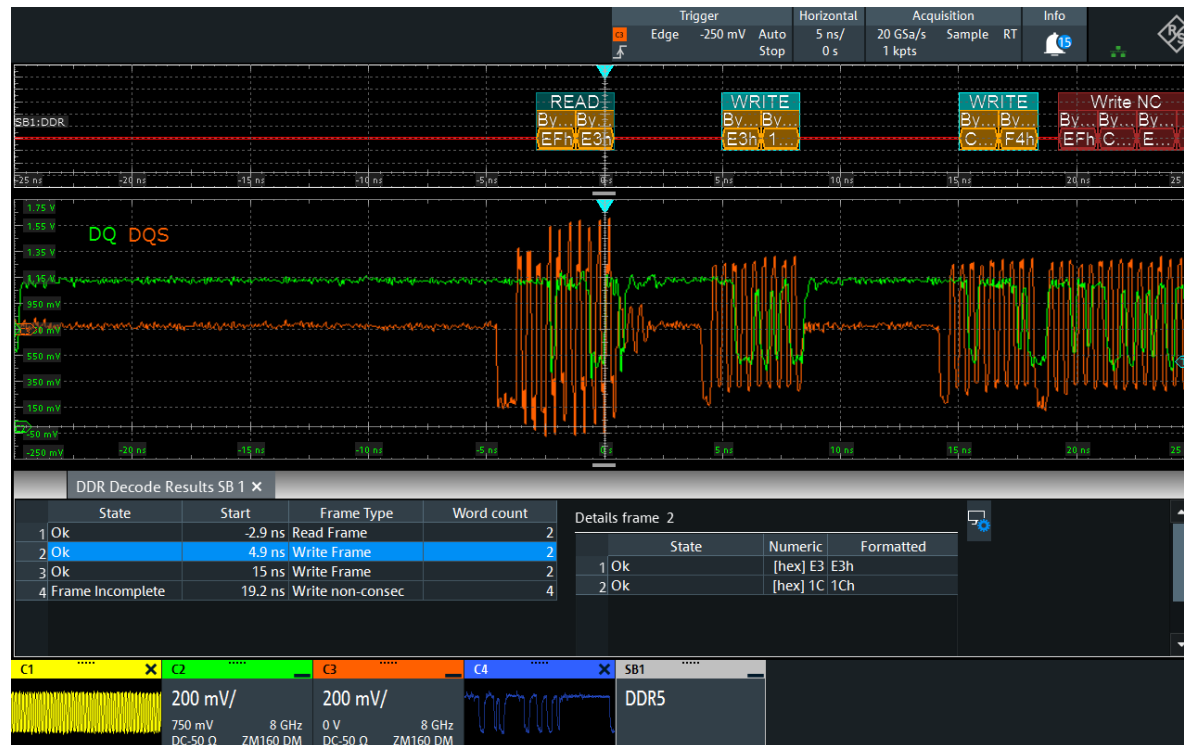 Trigger Horizontal Acquisition Info
C3 Edge -250 mV Auto 5 ns/ 20 GSa/s Sample RT 15
Stop 0 s 1 kpts
READ WRITE WRITE Write NC
SB1:DDR By... By... By... By... By... By... By... By... By...
EFh E3h E3h 1... C... F4h EFh C... E...
-25 ns -20 ns -15 ns -10 ns -5 ns 0 s 5 ns 10 ns 15 ns 20 ns 25
1.75 V
1.55 V
DQ DQS
1.35 V
1.15 V
950 mV
550 mV
350 mV
150 mV
-50 mV
-250 mV -20 ns -15 ns -10 ns -5 ns 0 s 5 ns 10 ns 15 ns 20 ns 25
DDR Decode Results SB 1 ×
State Start Frame Type Word count
1 Ok -2.9 ns Read Frame 2
2 Ok 4.9 ns Write Frame 2
3 Ok 15 ns Write Frame 2
4 Frame Incomplete 19.2 ns Write non-consec 4
Details frame 2
State Numeric Formatted
1 Ok [hex] E3 E3h
2 Ok [hex] 1C 1Ch
C1 C2 C3 C4 SB1
200 mV/ 200 mV/ DDR5
750 mV 8 GHz 0 V 8 GHz
DC-50 Ω ZM160 DM DC-50 Ω ZM160 DM